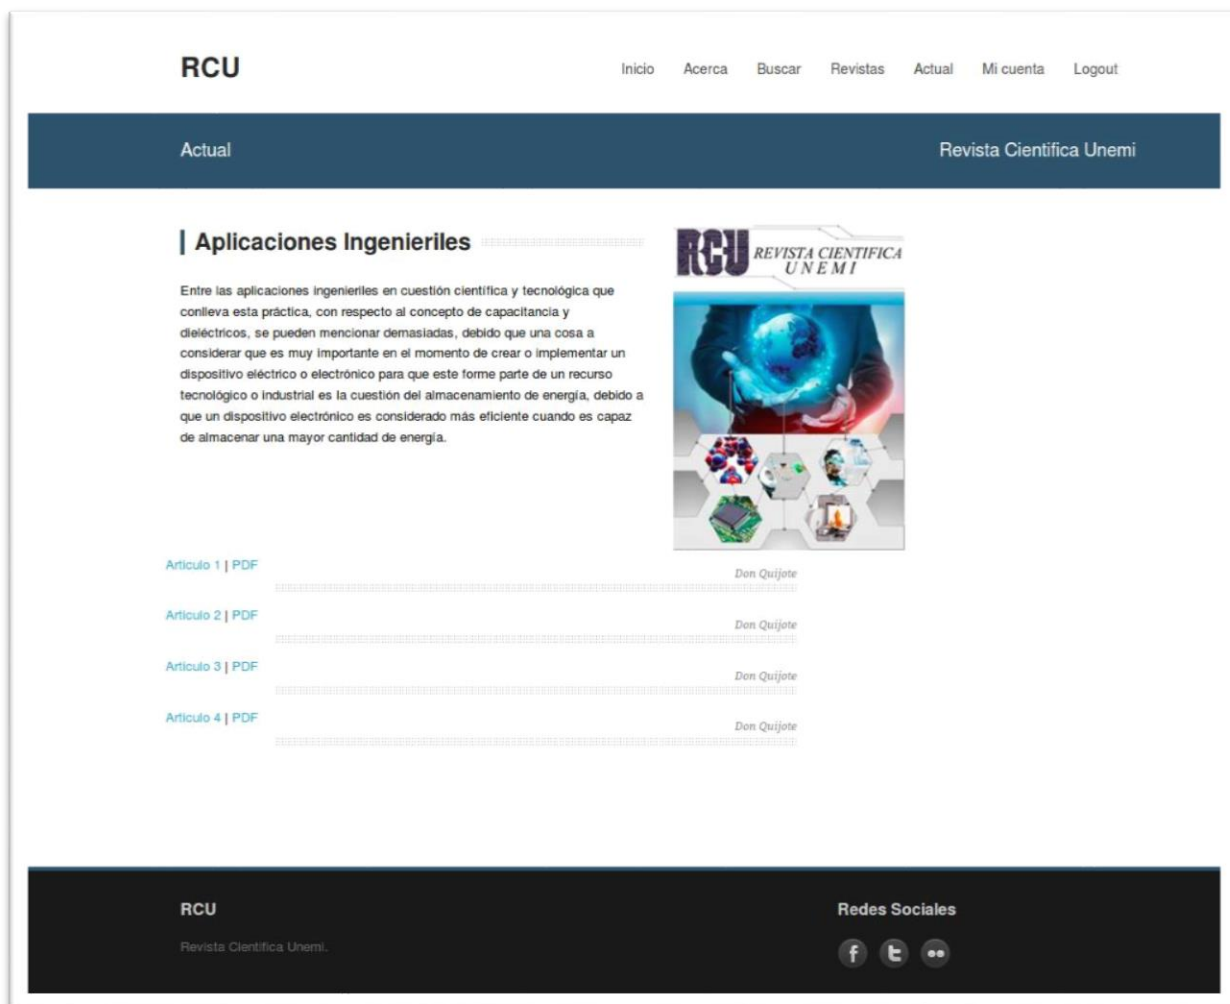 RCU
Inicio Acerca Buscar Revistas Actual Mi cuenta Logout
Actual
Revista Cientifica Unemi
Aplicaciones Ingenieriles
Entre las aplicaciones ingenieriles en cuestión científica y tecnológica que
conlleva esta práctica, con respecto al concepto de capacitancia y
dieléctricos, se pueden mencionar demasiadas, debido que una cosa a
considerar que es muy importante en el momento de crear o implementar un
dispositivo eléctrico o electrónico para que este forme parte de un recurso
tecnológico o industrial es la cuestión del almacenamiento de energía, debido a
que un dispositivo electrónico es considerado más eficiente cuando es capaz
de almacenar una mayor cantidad de energía.
RCU REVISTA CIENTIFICA
UNEMI
Articulo 1 | PDF
Don Quijote
Articulo 2 | PDF
Don Quijote
Articulo 3 | PDF
Don Quijote
Articulo 4 | PDF
Don Quijote
RCU
Revista Cientifica Unemi.
Redes Sociales